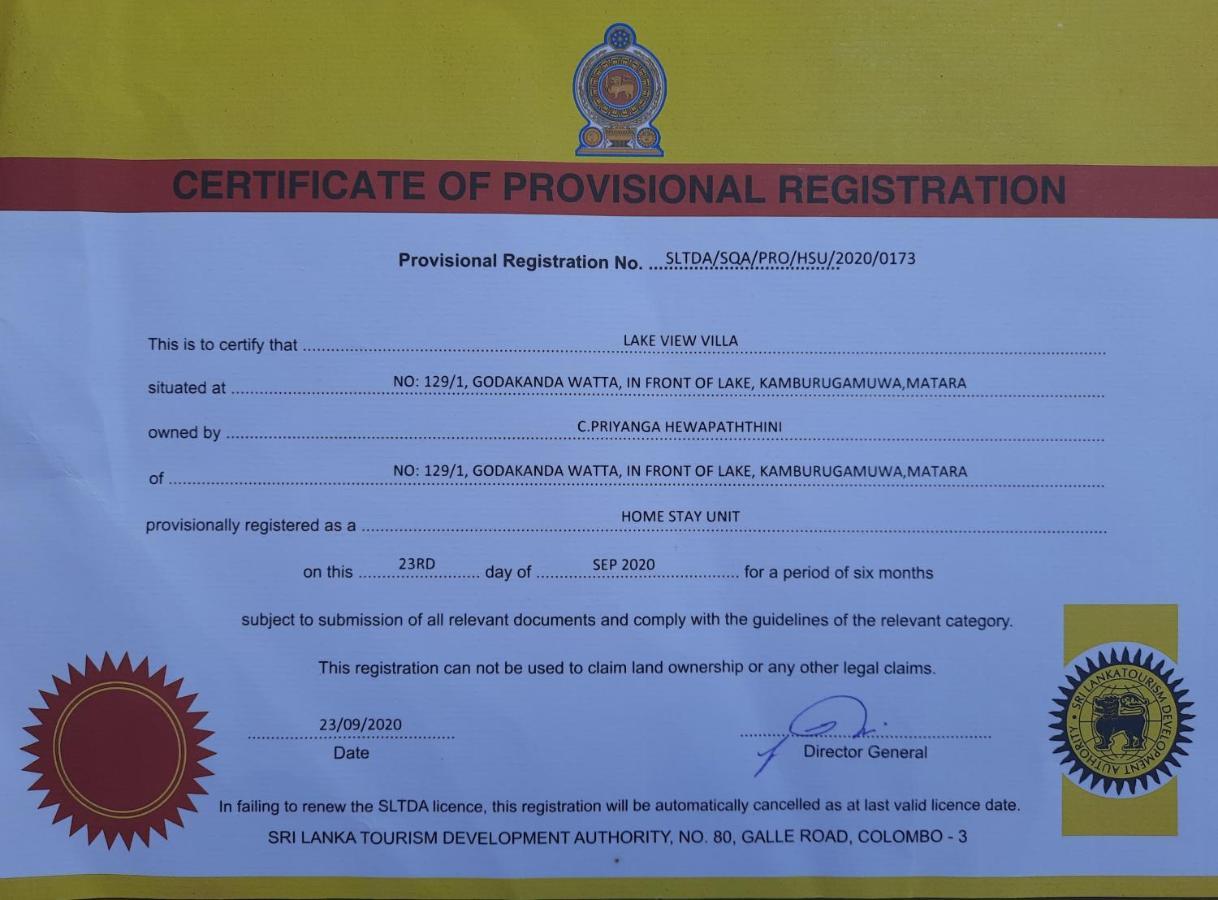 CERTIFICATE OF PROVISIONAL REGISTRATION
Provisional Registration No. ...SLTDA/SQA/PRO/HSU/2020/0173
This is to certify that LAKE VIEW VILLA
situated at NO: 129/1, GODAKANDA WATTA, IN FRONT OF LAKE, KAMBURUGAMUWA,MATARA
owned by C.PRIYANGA HEWAPATHTHINI
of NO: 129/1, GODAKANDA WATTA, IN FRONT OF LAKE, KAMBURUGAMUWA,MATARA
provisionally registered as a HOME STAY UNIT
on this 23RD day of SEP 2020 for a period of six months
subject to submission of all relevant documents and comply with the guidelines of the relevant category.
This registration can not be used to claim land ownership or any other legal claims.
23/09/2020
Date
Director General
SRI LANKA TOURISM DEVELOPMENT AUTHORITY
In failing to renew the SLTDA licence, this registration will be automatically cancelled as at last valid licence date.
SRI LANKA TOURISM DEVELOPMENT AUTHORITY, NO. 80, GALLE ROAD, COLOMBO - 3